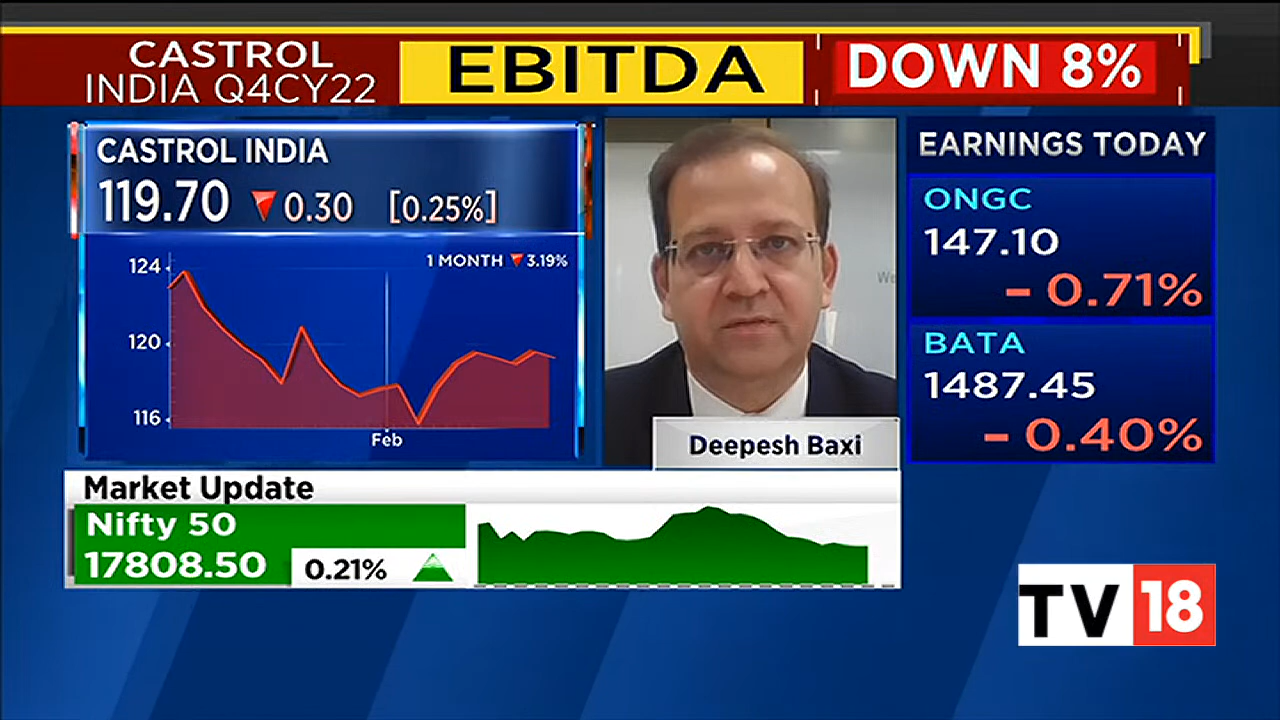 CASTROL
INDIA Q4CY22
EBITDA
DOWN 8%
CASTROL INDIA
119.70 ▼ 0.30 [0.25%]
1 MONTH ▼ 3.19%
124
120
116
Feb
We
Deepesh Baxi
EARNINGS TODAY
ONGC
147.10
- 0.71%
BATA
1487.45
- 0.40%
Market Update
Nifty 50
17808.50 0.21%
TV18